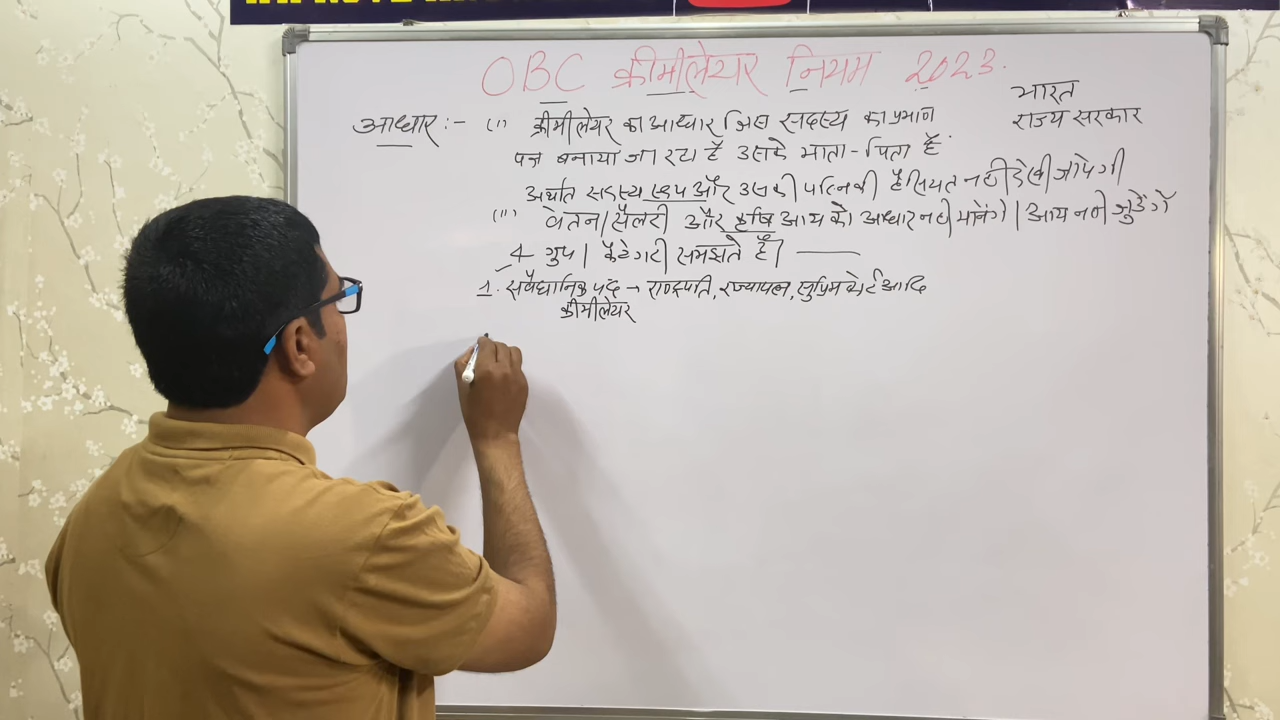 OBC क्रीमीलेयर नियम 2023.
भारत
राज्य सरकार
आधार :- (i) क्रीमीलेयर का आधार जिस सदस्य का प्रमाण
पत्र बनाया जा रहा है उसके माता-पिता है
अर्थात सदस्य स्वयं और उसकी पत्नि की हैसियत नही देखी जायेगी
(ii) वेतन/सैलरी और कृषि आय को आधार नही मानेंगे। आय नही जुड़ेंगे
4 ग्रुप। कैटेगरी समझते है।
1. संवैधानिक पद → राष्ट्रपति, राज्यपाल, सुप्रिम कोर्ट आदि
क्रीमीलेयर